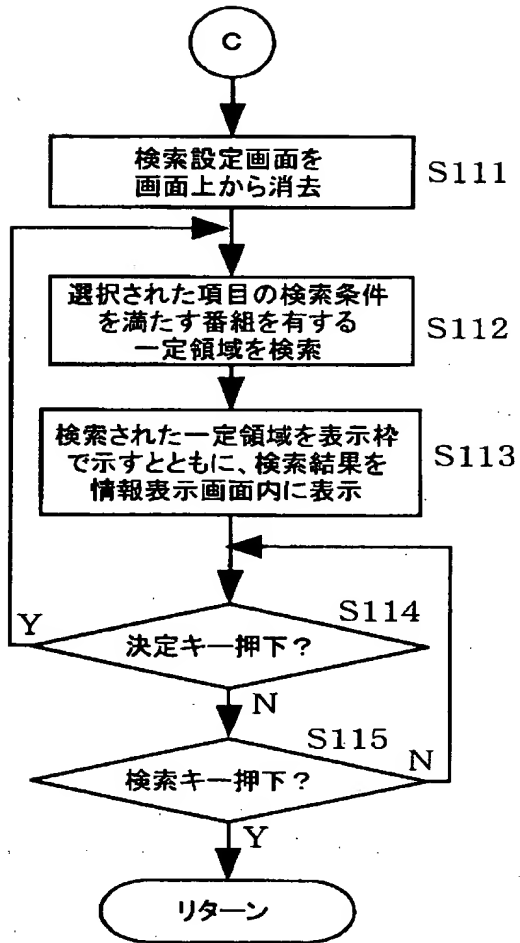 C
検索設定画面を
画面上から消去
S111
選択された項目の検索条件
を満たす番組を有する
一定領域を検索
S112
検索された一定領域を表示枠
で示すとともに、検索結果を
情報表示画面内に表示
S113
S114
Y
決定キー押下?
N
S115
検索キー押下?
N
Y
リターン